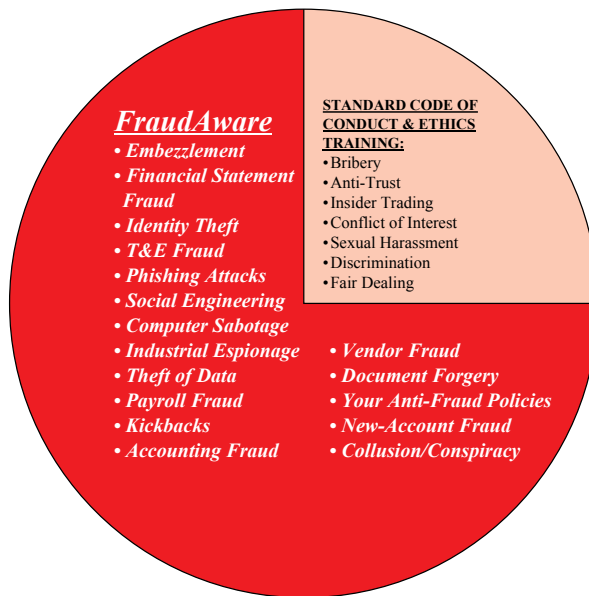 FraudAware
• Embezzlement
• Financial Statement
Fraud
• Identity Theft
• T&E Fraud
• Phishing Attacks
• Social Engineering
• Computer Sabotage
• Industrial Espionage
• Theft of Data
• Payroll Fraud
• Kickbacks
• Accounting Fraud
• Vendor Fraud
• Document Forgery
• Your Anti-Fraud Policies
• New-Account Fraud
• Collusion/Conspiracy
STANDARD CODE OF
CONDUCT & ETHICS
TRAINING:
•Bribery
•Anti-Trust
•Insider Trading
•Conflict of Interest
•Sexual Harassment
•Discrimination
•Fair Dealing